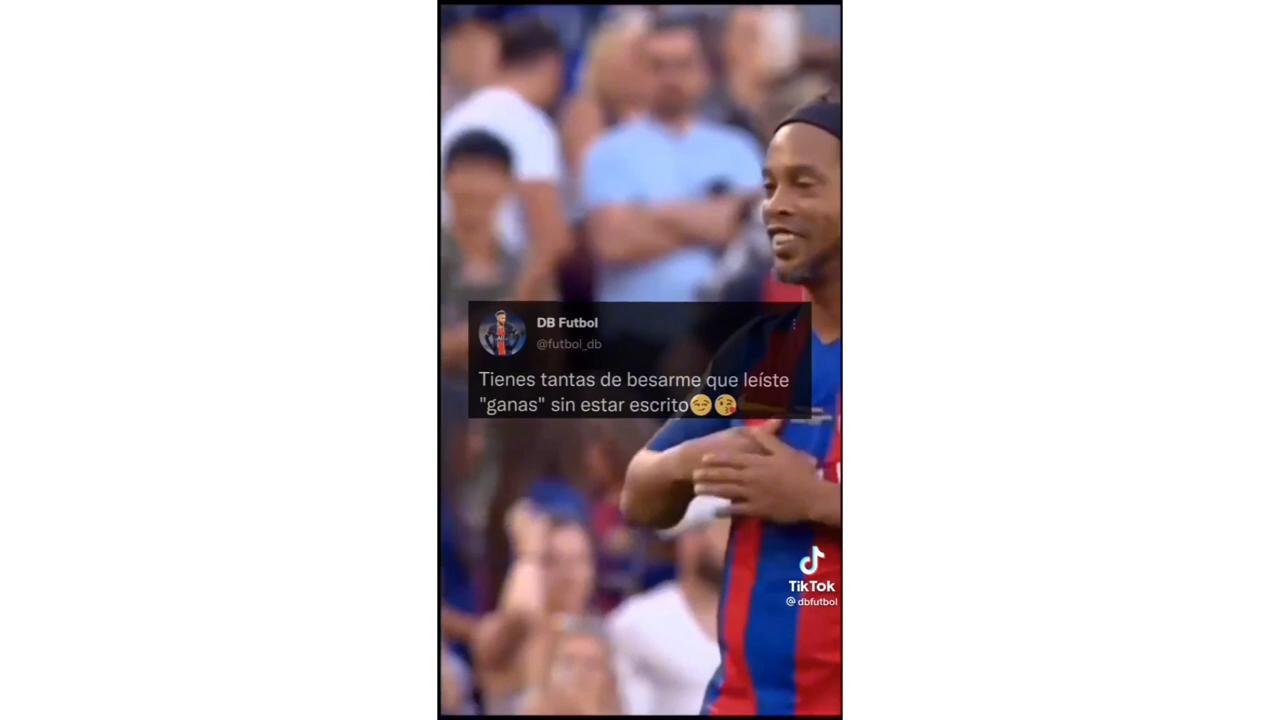 DB Futbol
@futbol_db
Tienes tantas de besarme que leíste
"ganas" sin estar escrito😏😘
TikTok
@dbfutbol